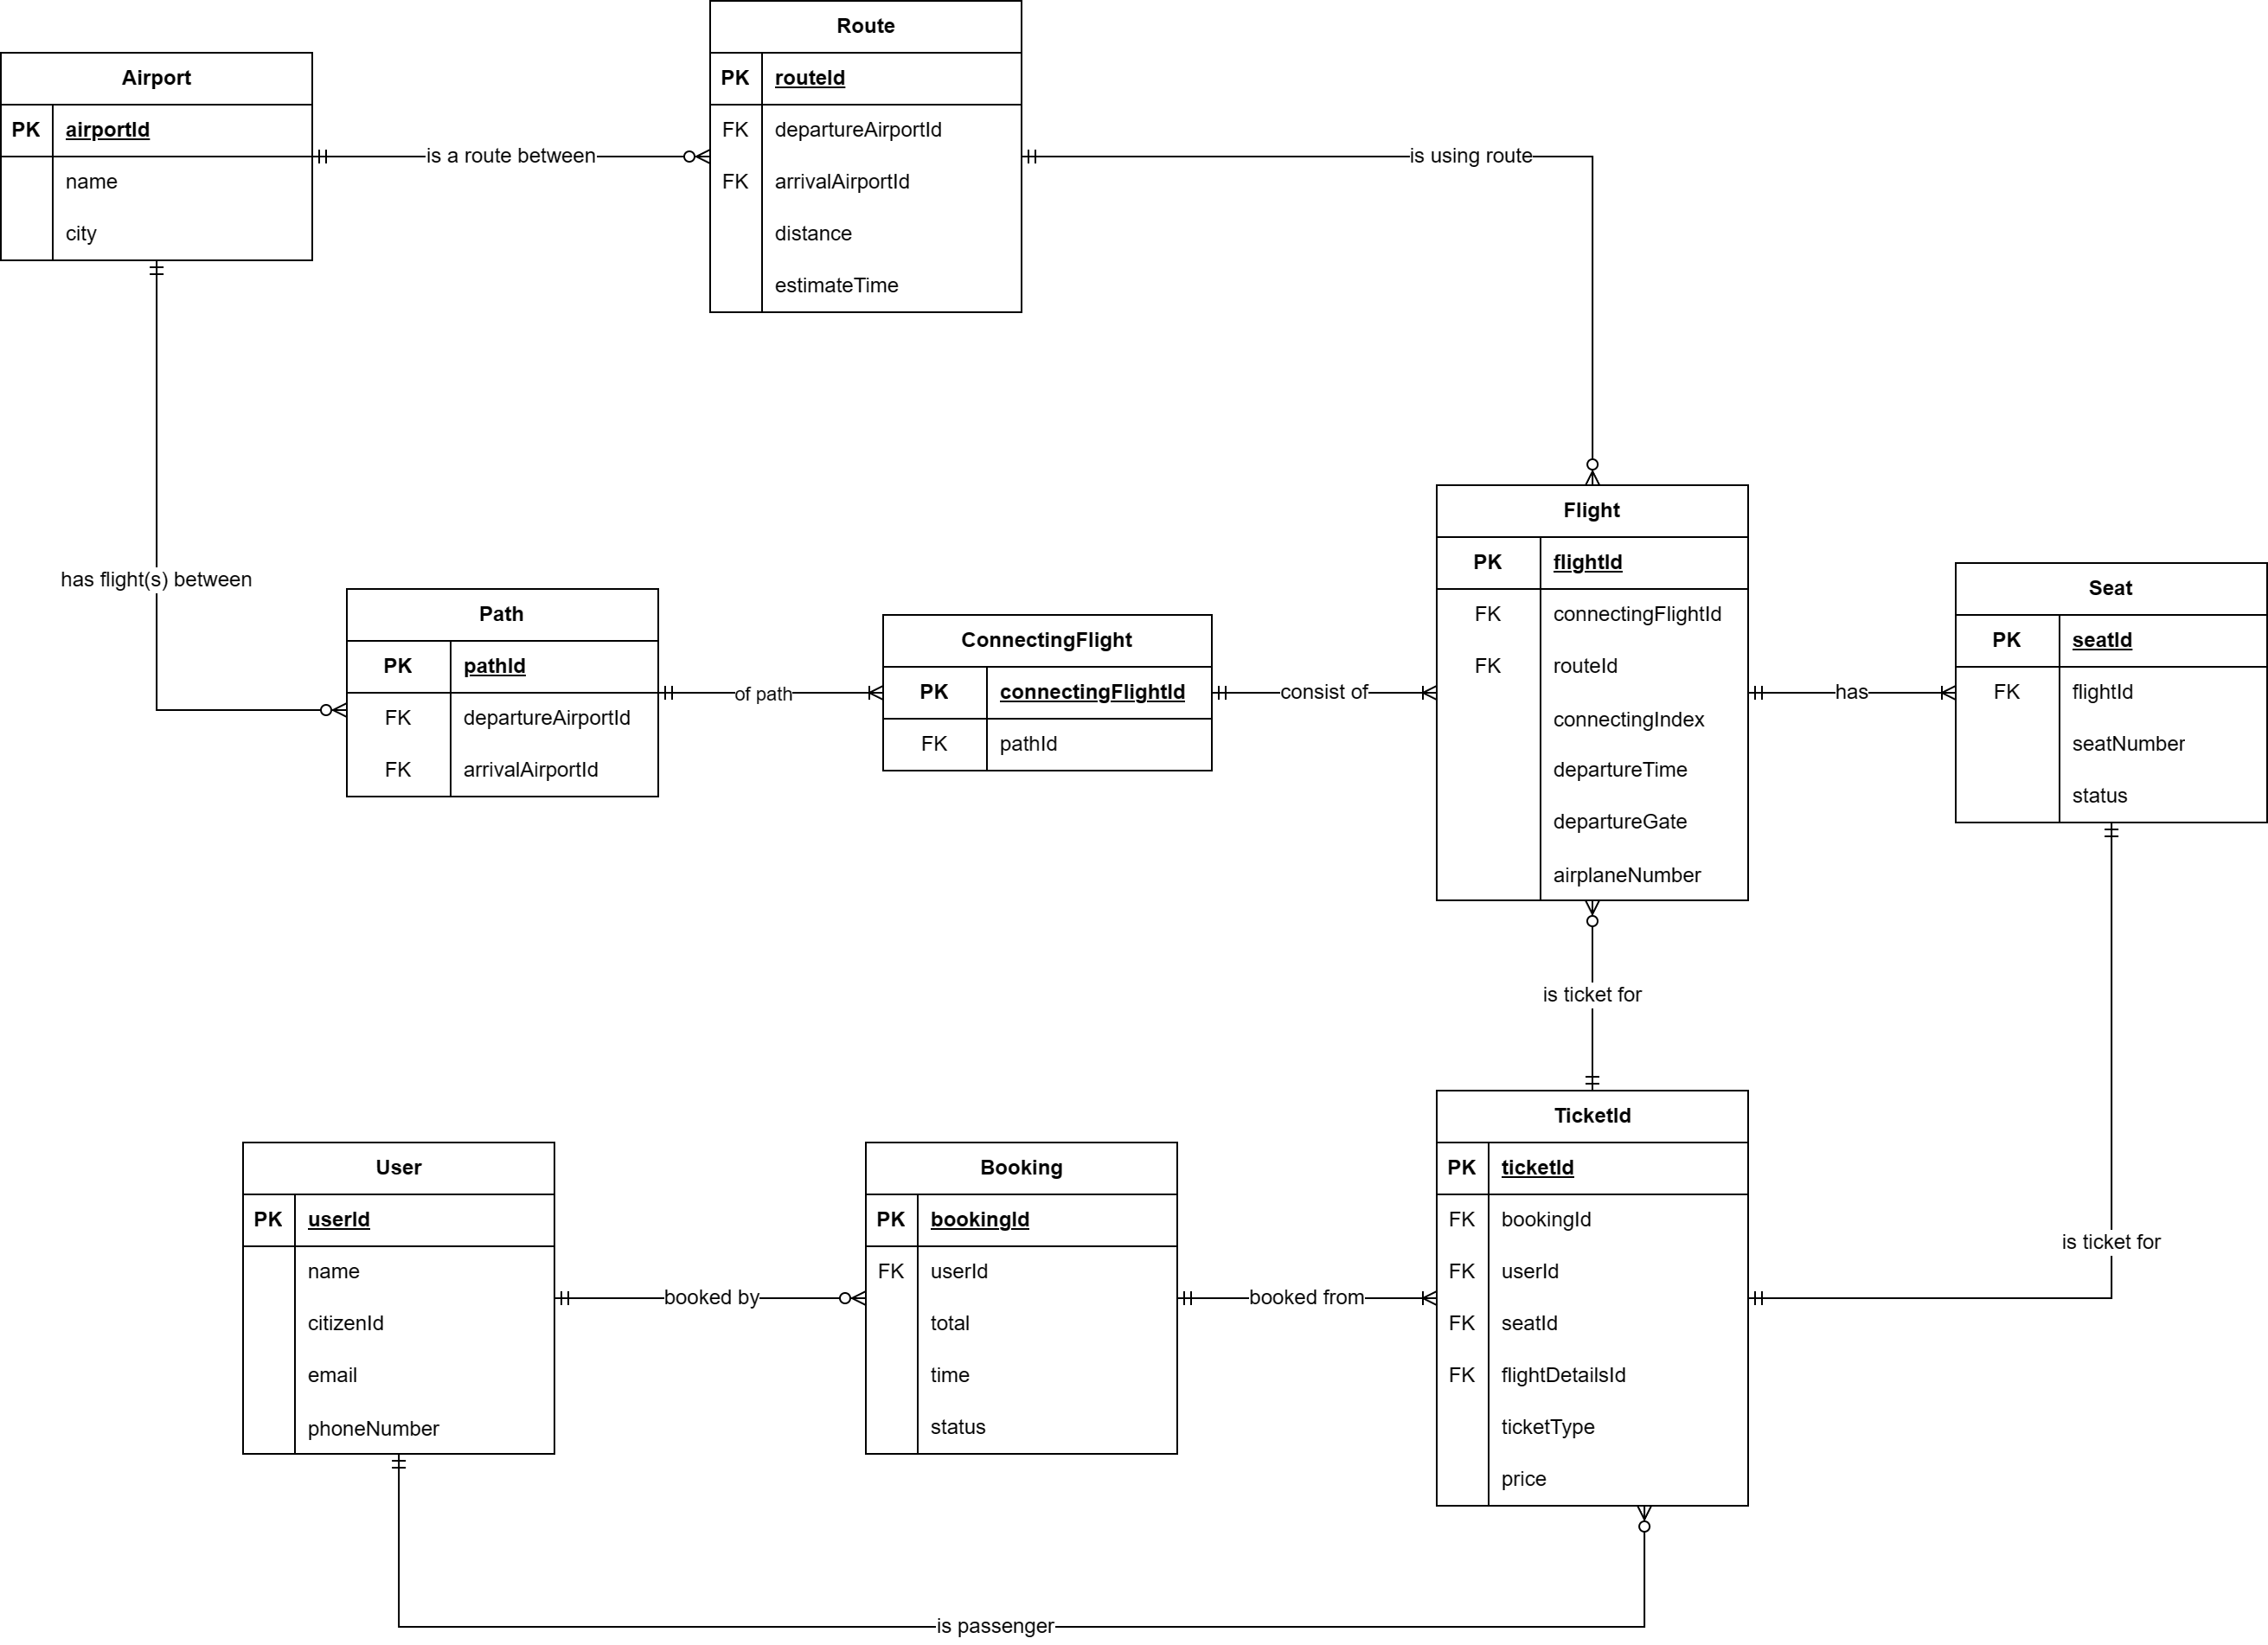 Route
PK routeId
FK departureAirportId
FK arrivalAirportId
distance
estimateTime
Airport
PK airportId
name
city
is a route between
is using route
has flight(s) between
Path
PK pathId
FK departureAirportId
FK arrivalAirportId
of path
ConnectingFlight
PK connectingFlightId
FK pathId
consist of
Flight
PK flightId
FK connectingFlightId
FK routeId
connectingIndex
departureTime
departureGate
airplaneNumber
has
Seat
PK seatId
FK flightId
seatNumber
status
is ticket for
is ticket for
User
PK userId
name
citizenId
email
phoneNumber
booked by
Booking
PK bookingId
FK userId
total
time
status
booked from
TicketId
PK ticketId
FK bookingId
FK userId
FK seatId
FK flightDetailsId
ticketType
price
is passenger